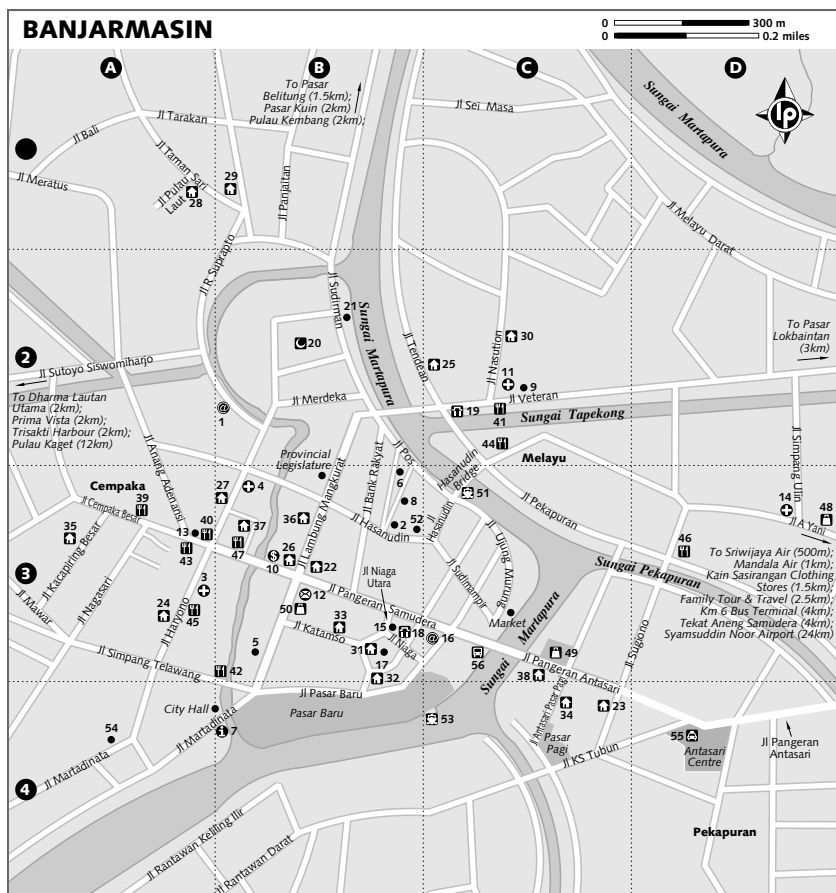 BANJARMASIN
0 300 m
0 0.2 miles
A
B
C
D
To Pasar
Belitung (1.5km);
Pasar Kuin (2km)
Pulau Kembang (2km);
Jl Sei Masa
Sungai Martapura
lp
Jl Tarakan
Jl Bali
Jl Taman Sari
Jl Meratus
Jl Pulau
Laut
28
29
Jl Panjaitan
Jl Melayu Darat
Jl R Suprapto
Jl Sudirman
21
Sungai Martapura
20
30
Jl Tendean
25
Jl Nasution
11
9
To Pasar
Lokbaintan
(3km)
2
Jl Sutoyo Siswomiharjo
To Dharma Lautan
Utama (2km);
Prima Vista (2km);
Trisakti Harbour (2km);
Pulau Kaget (12km)
@
1
Jl Merdeka
Jl Veteran
19
41
Sungai Tapekong
44
Melayu
Jl Simpang Ulin
Jl Anang Adenansi
Provincial
Legislature
Jl Pos
6
Hasanudin
Bridge
51
Jl Pekapuran
Cempaka
39
27
4
Jl Lambung Mangkurat
Jl Bank Rakyat
8
Jl Hasanudin
14
48
Jl A Yani
Jl Cempaka Besar
35
13
40
37
36
Jl Hasanudin
2
52
46
Sungai Pekapuran
To Sriwijaya Air (500m);
Mandala Air (1km);
Kain Sasirangan Clothing
Stores (1.5km);
Family Tour & Travel (2.5km);
Km 6 Bus Terminal (4km);
Tekat Aneng Samudera (4km);
Syamsuddin Noor Airport (24km)
3
Jl Kacapiring Besar
43
47
$
10
26
22
Jl Niaga
Utara
Jl Sudimampir
Jl Ujung Murung
Jl Mawar
Jl Nagasari
3
24
45
Jl Haryono
12
50
33
Jl Pangeran Samudera
15
18
@ 16
Market
Sungai Martapura
Jl Sugiono
Jl Katamso
5
31
17
Jl Niaga
56
49
Jl Simpang Telawang
42
32
38
Jl Pangeran Antasari
Jl Pasar Baru
City Hall
Pasar Baru
53
Jl Antasari Pasar Pagi
34
23
54
7
Jl Martadinata
Jl Martadinata
Pasar
Pagi
Jl KS Tubun
55
Antasari
Centre
Jl Pangeran
Antasari
4
Jl Rantawan Keliling Ilir
Jl Rantawan Darat
Pekapuran